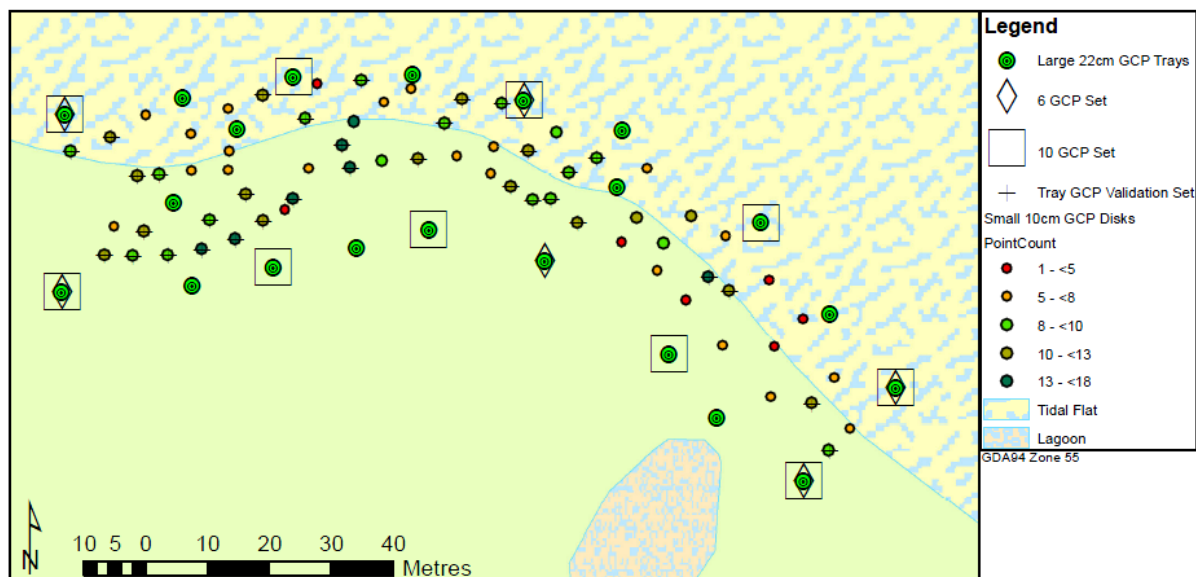 Legend
Large 22cm GCP Trays
6 GCP Set
10 GCP Set
Tray GCP Validation Set
Small 10cm GCP Disks
PointCount
1 - <5
5 - <8
8 - <10
10 - <13
13 - <18
Tidal Flat
Lagoon
GDA94 Zone 55
N
10 5 0 10 20 30 40
Metres